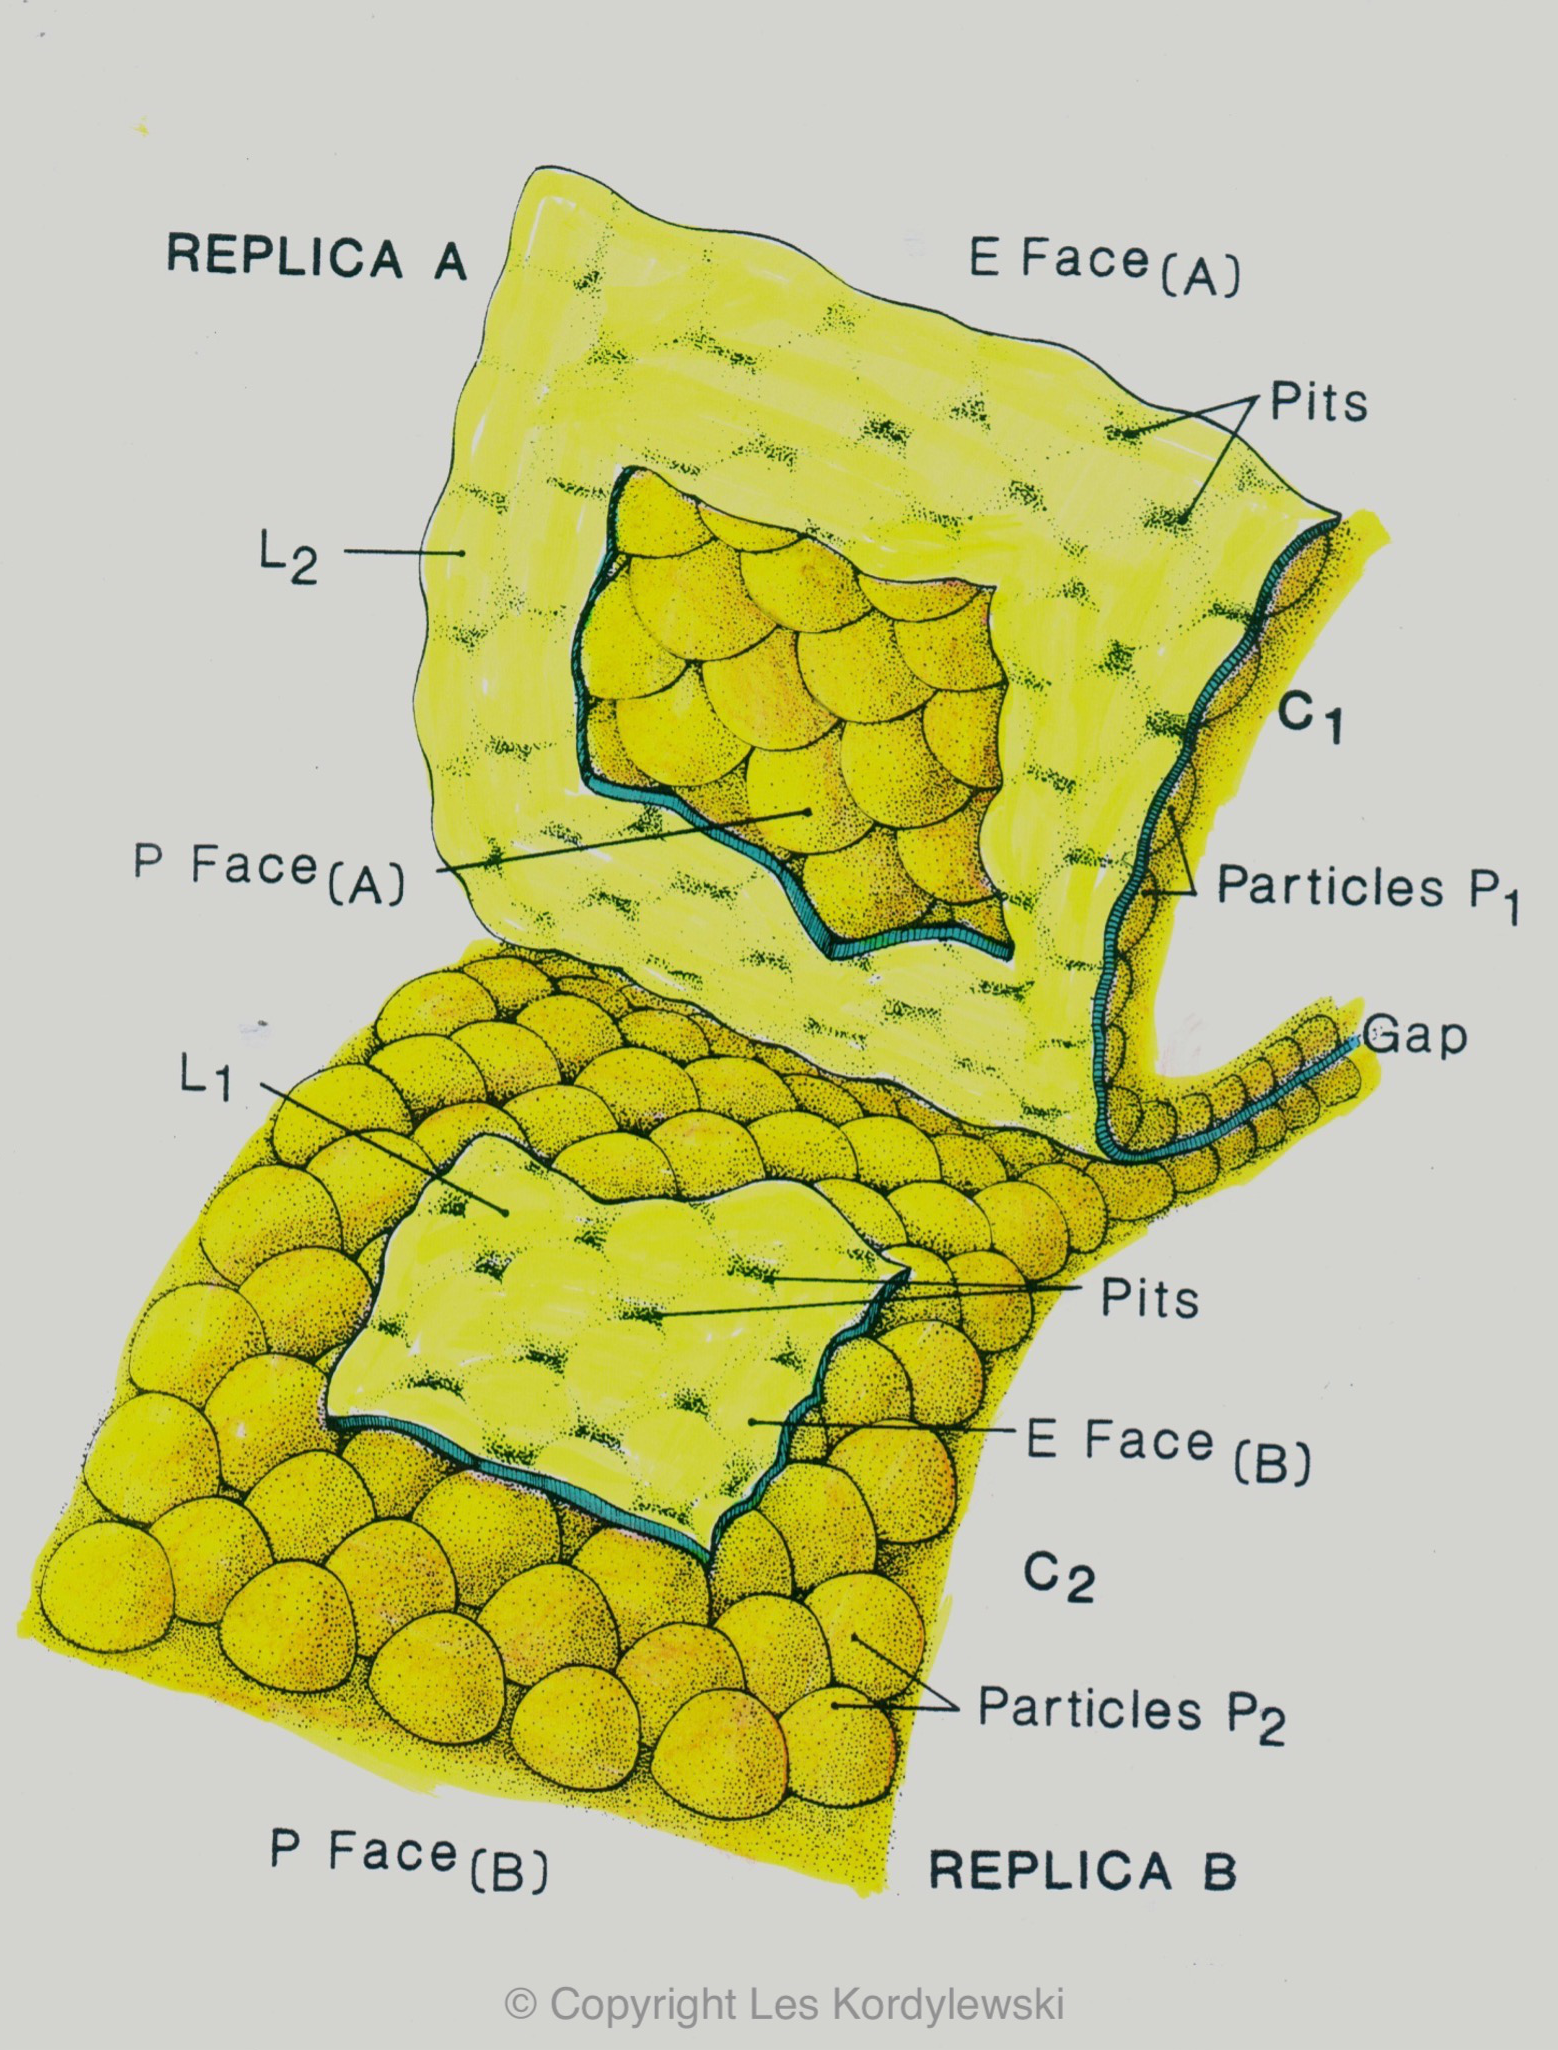 REPLICA A
E Face(A)
Pits
L2
C1
P Face(A)
Particles P1
Gap
L1
Pits
E Face (B)
C2
Particles P2
P Face(B)
REPLICA B
© Copyright Les Kordylewski